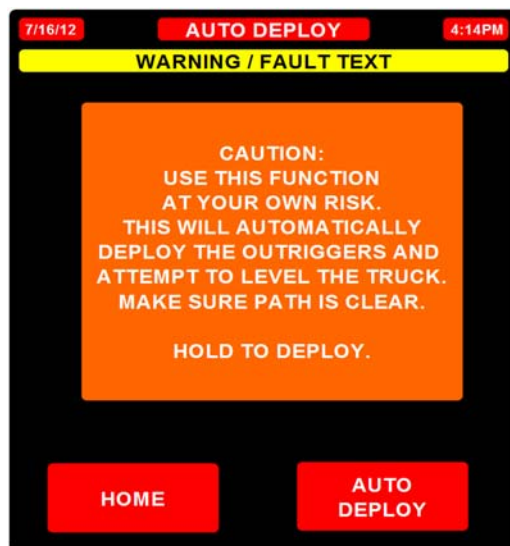 7/16/12 AUTO DEPLOY 4:14PM
WARNING / FAULT TEXT
CAUTION:
USE THIS FUNCTION
AT YOUR OWN RISK.
THIS WILL AUTOMATICALLY
DEPLOY THE OUTRIGGERS AND
ATTEMPT TO LEVEL THE TRUCK.
MAKE SURE PATH IS CLEAR.
HOLD TO DEPLOY.
HOME
AUTO
DEPLOY